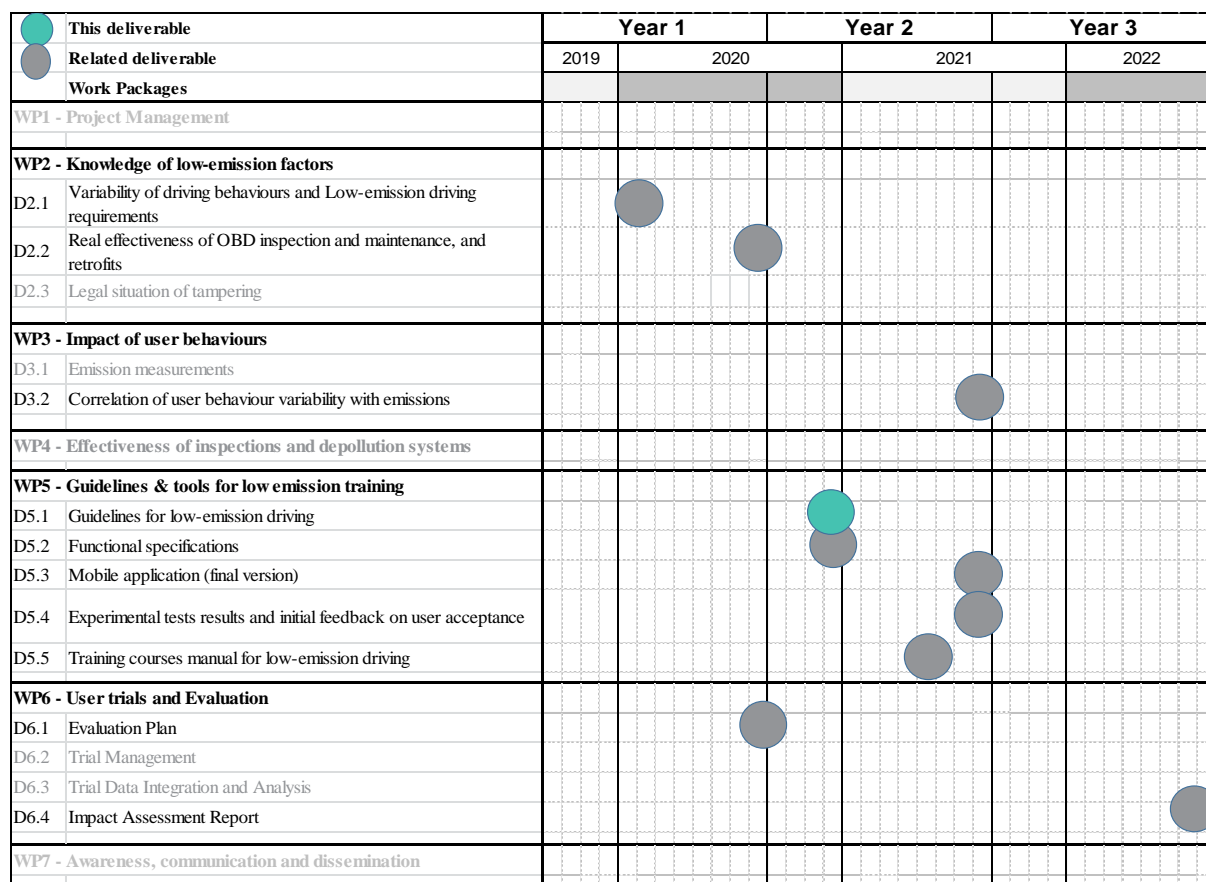 This deliverable
Year 1 Year 2 Year 3
Related deliverable
2019 2020 2021 2022
Work Packages
WP1 - Project Management
WP2 - Knowledge of low-emission factors
D2.1 Variability of driving behaviours and Low-emission driving
requirements
D2.2 Real effectiveness of OBD inspection and maintenance, and
retrofits
D2.3 Legal situation of tampering
WP3 - Impact of user behaviours
D3.1 Emission measurements
D3.2 Correlation of user behaviour variability with emissions
WP4 - Effectiveness of inspections and depollution systems
WP5 - Guidelines & tools for low emission training
D5.1 Guidelines for low-emission driving
D5.2 Functional specifications
D5.3 Mobile application (final version)
D5.4 Experimental tests results and initial feedback on user acceptance
D5.5 Training courses manual for low-emission driving
WP6 - User trials and Evaluation
D6.1 Evaluation Plan
D6.2 Trial Management
D6.3 Trial Data Integration and Analysis
D6.4 Impact Assessment Report
WP7 - Awareness, communication and dissemination